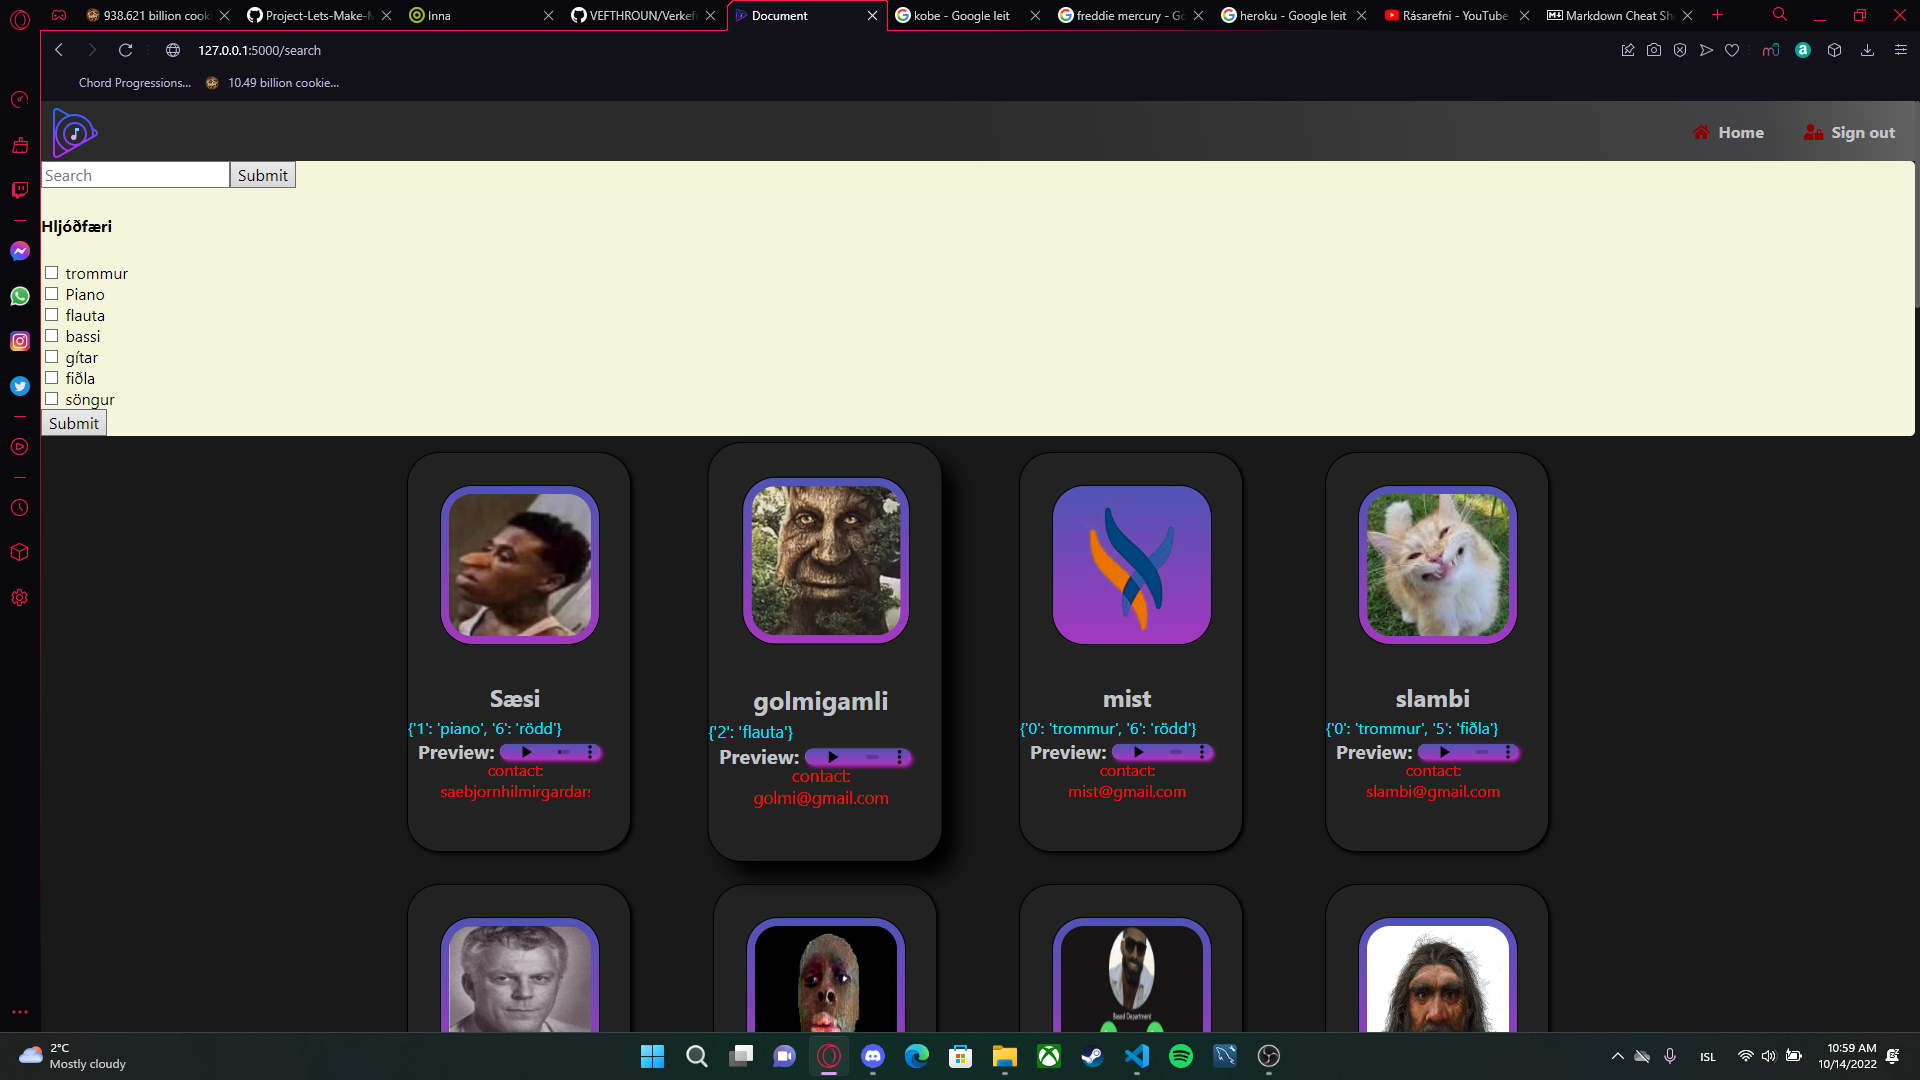 938.621 billion cooki
Project-Lets-Make-M
Inna
VEFTHROUN/Verkef
Document
kobe - Google leit
freddie mercury - Go
heroku - Google leit
Rásarefni - YouTube
Markdown Cheat She
127.0.0.1:5000/search
Chord Progressions...
10.49 billion cookie...
Home
Sign out
Search
Submit
Hljóðfæri
trommur
Piano
flauta
bassi
gítar
fiðla
söngur
Submit
Sæsi
{'1': 'piano', '6': 'rödd'}
Preview:
contact:
saebjornhilmirgardar
golmigamli
{'2': 'flauta'}
Preview:
contact:
golmi@gmail.com
mist
{'0': 'trommur', '6': 'rödd'}
Preview:
contact:
mist@gmail.com
slambi
{'0': 'trommur', '5': 'fiðla'}
Preview:
contact:
slambi@gmail.com
Based Department
2°C
Mostly cloudy
ISL
10:59 AM
10/14/2022